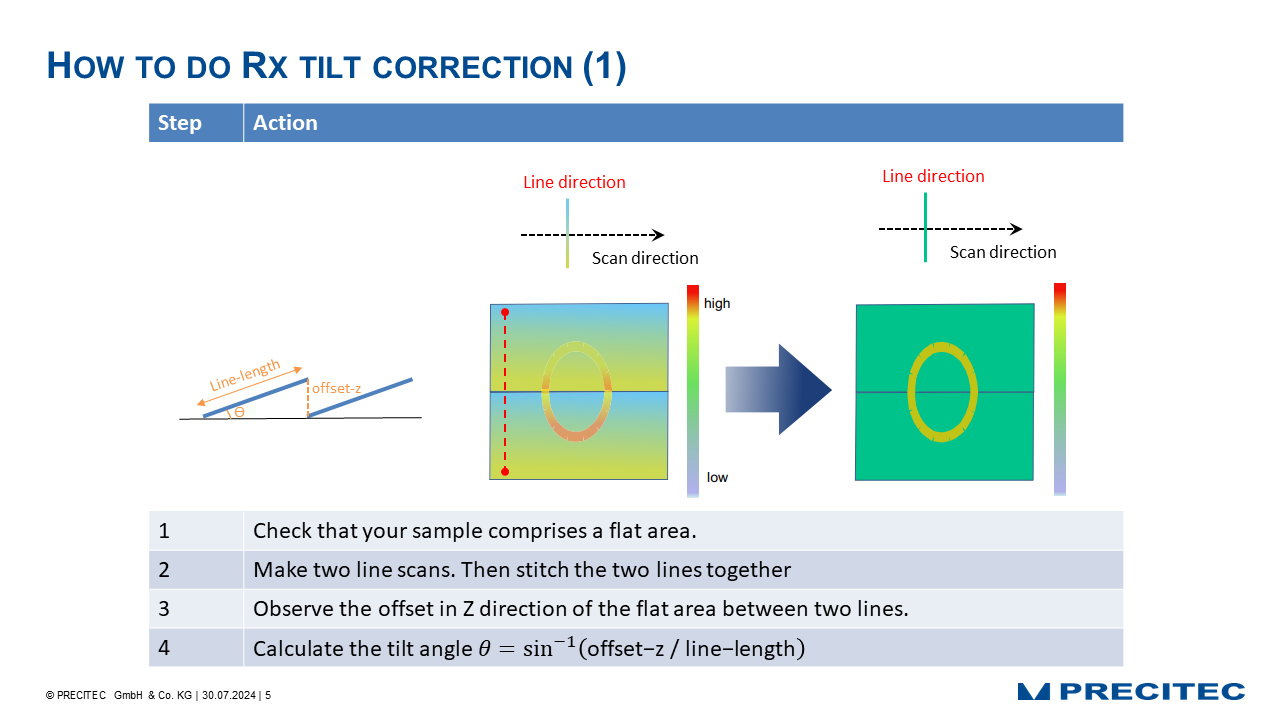 HOW TO DO RX TILT CORRECTION (1)
Step Action
Line direction
Scan direction
Line direction
Scan direction
high
low
Line-length
offset-z
Θ
1 Check that your sample comprises a flat area.
2 Make two line scans. Then stitch the two lines together
3 Observe the offset in Z direction of the flat area between two lines.
4 Calculate the tilt angle 𝜃 = sin⁻¹(offset−z / line−length)
© PRECITEC GmbH & Co. KG | 30.07.2024 | 5
PRECITEC